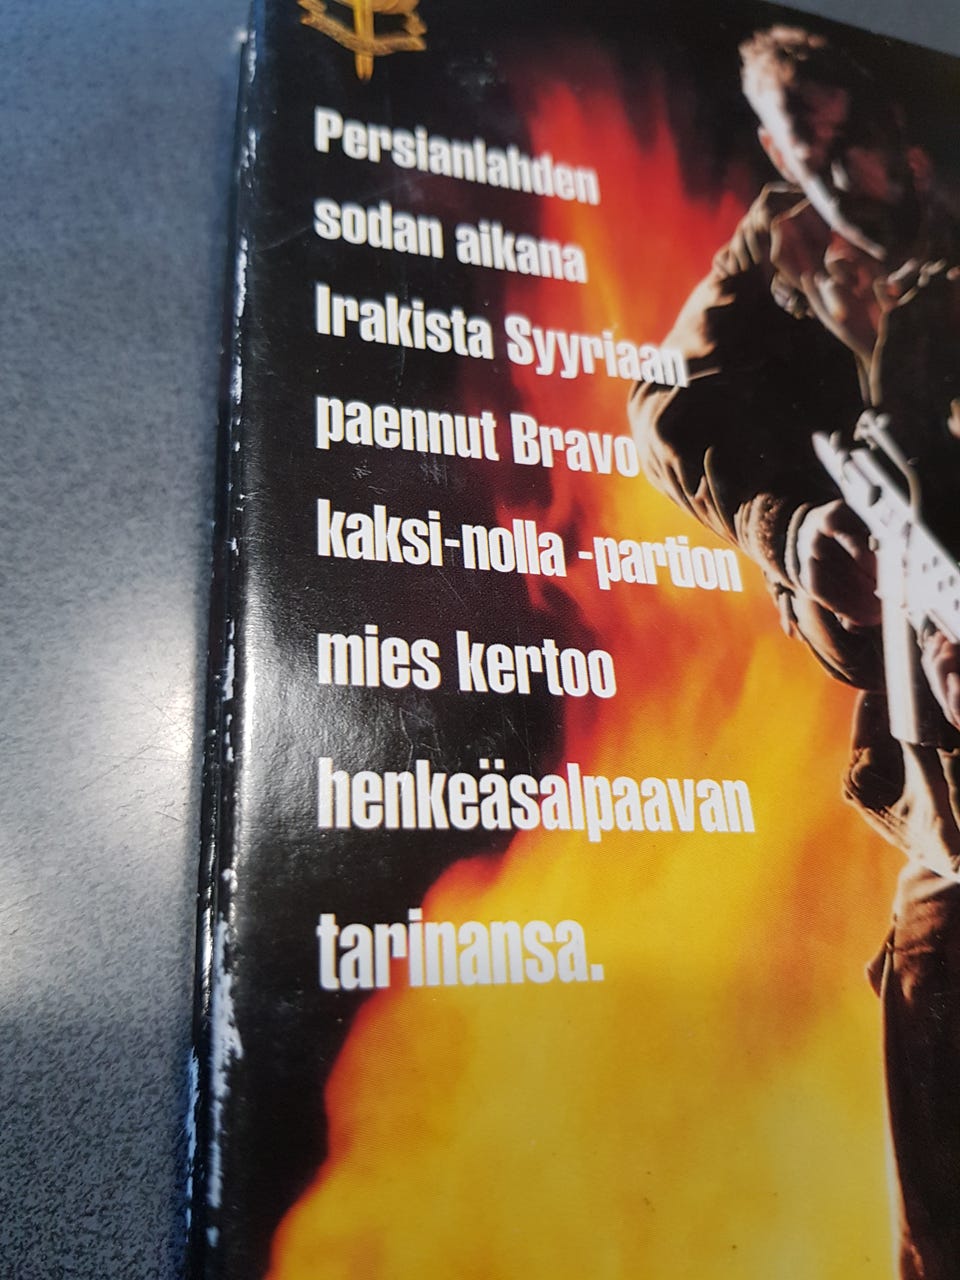 Persianlahden
sodan aikana
Irakista Syyriaan
paennut Bravo
kaksi-nolla -partion
mies kertoo
henkeäsalpaavan
tarinansa.